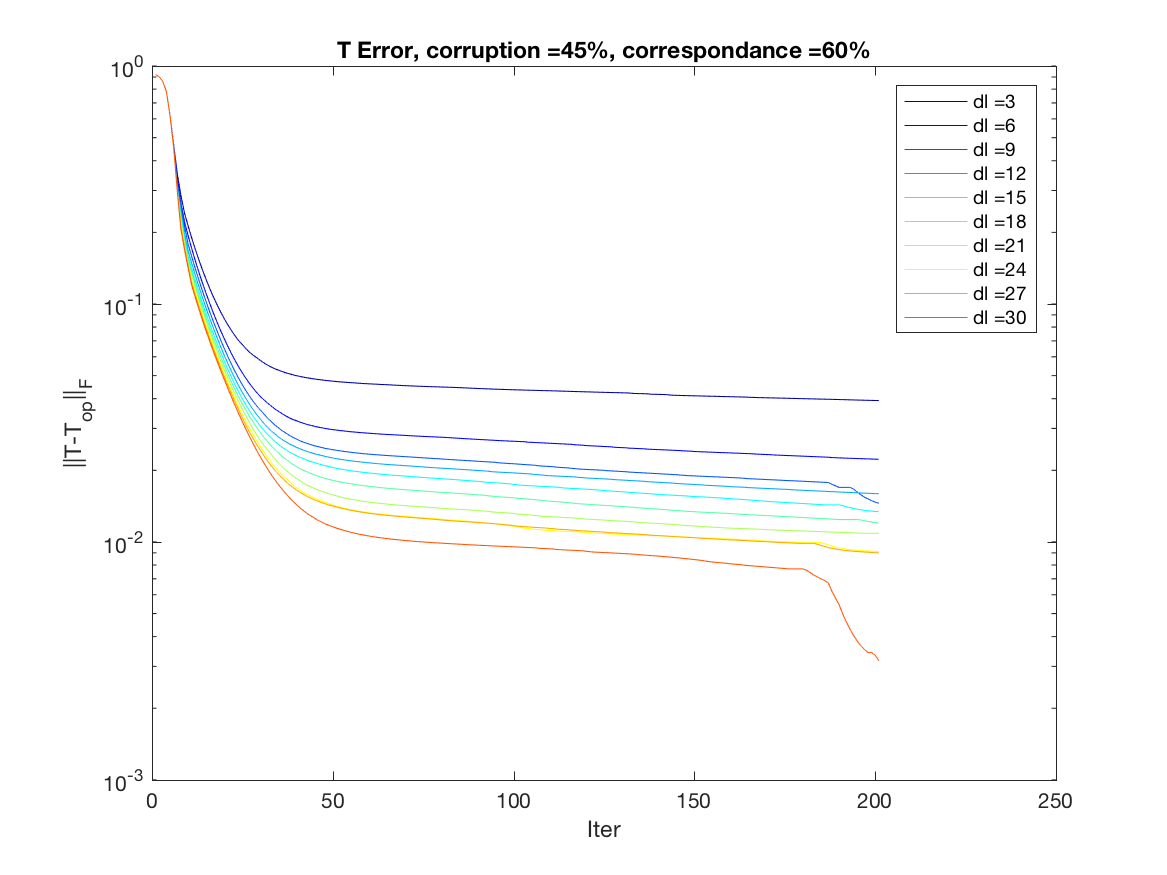 T Error, corruption =45%, correspondance =60%
10^0
10^-1
10^-2
10^-3
||T-T_op||_F
0
50
100
150
200
250
Iter
dl =3
dl =6
dl =9
dl =12
dl =15
dl =18
dl =21
dl =24
dl =27
dl =30